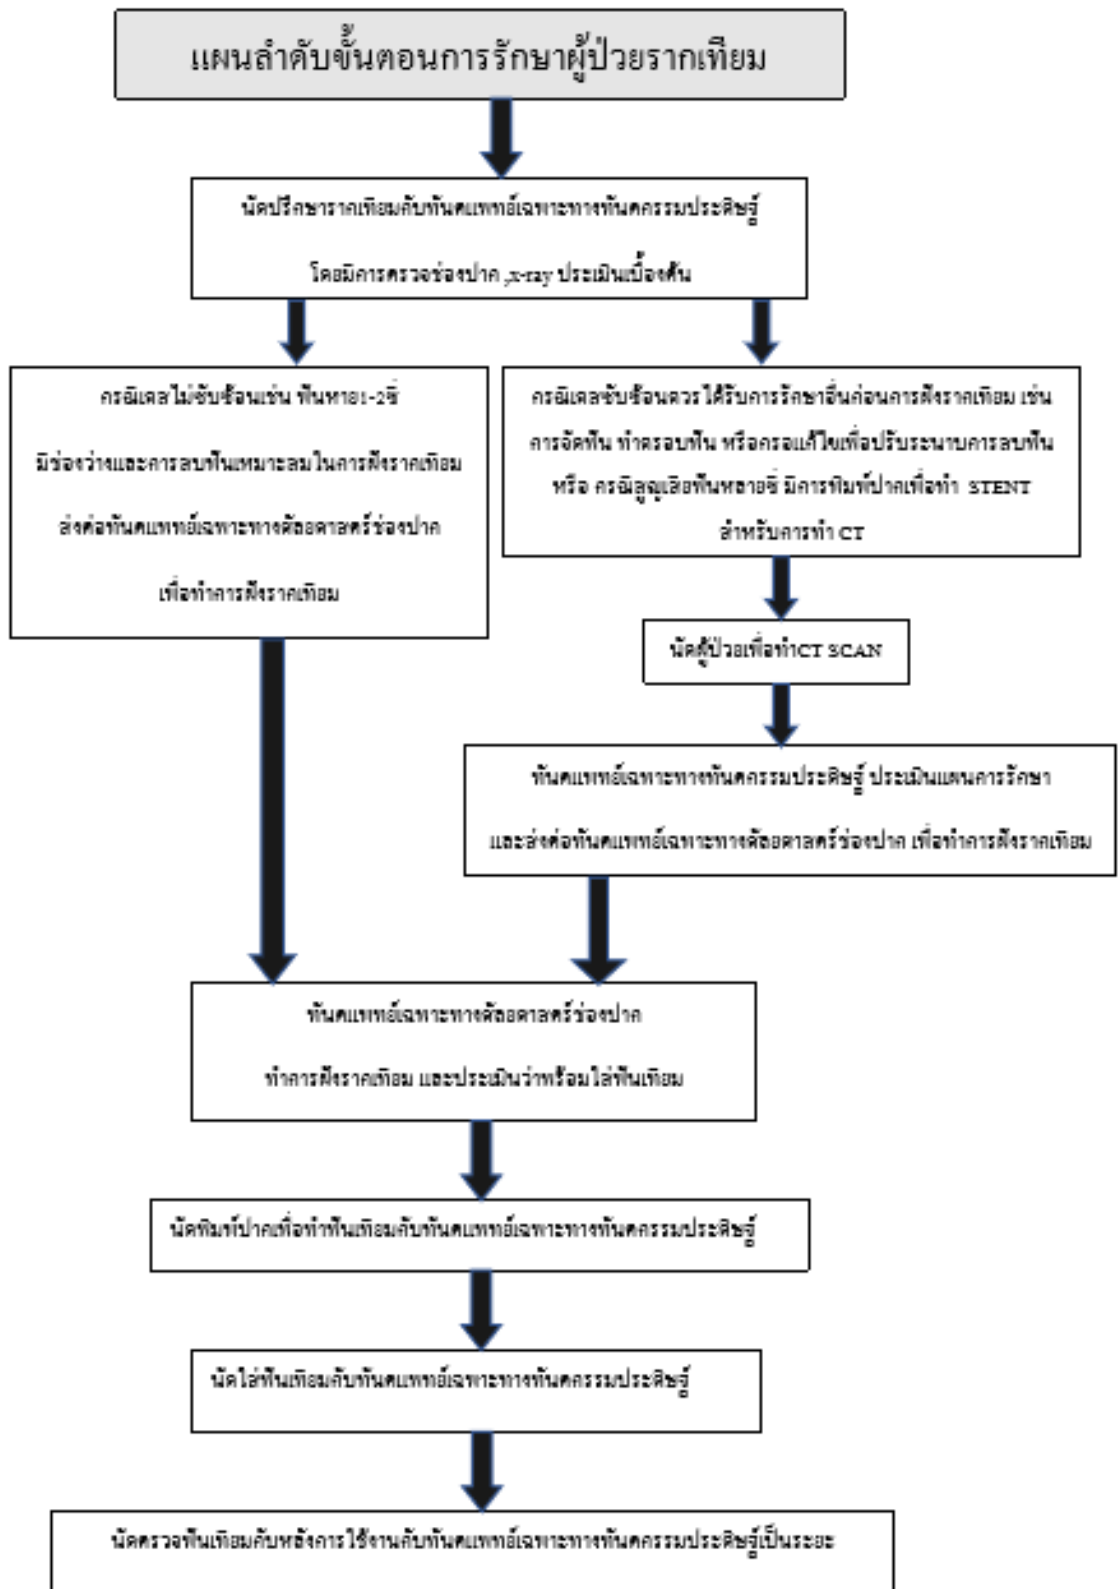 แผนลำดับขั้นตอนการรักษาผู้ป่วยรากเทียม
นัดปรึกษารากเทียมกับทันตแพทย์เฉพาะทางทันตกรรมประดิษฐ์
โดยมีการตรวจช่องปาก ,x-ray ประเมินเบื้องต้น
กรณีเคสไม่ซับซ้อนเช่น ฟันหาย1-2ซี่
มีช่องว่างและการสบฟันเหมาะสมในการฝังรากเทียม
ส่งต่อทันตแพทย์เฉพาะทางศัลยศาสตร์ช่องปาก
เพื่อทำการฝังรากเทียม
กรณีเคสซับซ้อนควรได้รับการรักษาอื่นก่อนการฝังรากเทียม เช่น
การจัดฟัน ทำครอบฟัน หรือกรอแก้ไขเพื่อปรับระนาบการสบฟัน
หรือ กรณีสูญเสียฟันหลายซี่ มีการพิมพ์ปากเพื่อทำ STENT
สำหรับการทำ CT
นัดผู้ป่วยเพื่อทำCT SCAN
ทันตแพทย์เฉพาะทางทันตกรรมประดิษฐ์ ประเมินแผนการรักษา
และส่งต่อทันตแพทย์เฉพาะทางศัลยศาสตร์ช่องปาก เพื่อทำการฝังรากเทียม
ทันตแพทย์เฉพาะทางศัลยศาสตร์ช่องปาก
ทำการฝังรากเทียม และประเมินว่าพร้อมใส่ฟันเทียม
นัดพิมพ์ปากเพื่อทำฟันเทียมกับทันตแพทย์เฉพาะทางทันตกรรมประดิษฐ์
นัดใส่ฟันเทียมกับทันตแพทย์เฉพาะทางทันตกรรมประดิษฐ์
นัดตรวจฟันเทียมกับหลังการใช้งานกับทันตแพทย์เฉพาะทางทันตกรรมประดิษฐ์เป็นระยะ